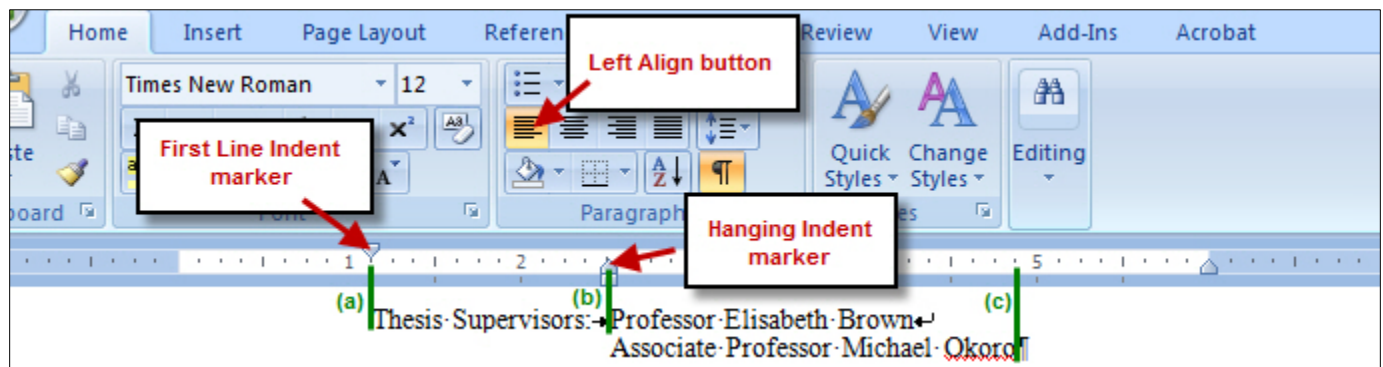 Home Insert Page Layout Review View Add-Ins Acrobat
Left Align button
Times New Roman 12
First Line Indent
marker
Quick Change Editing
Styles Styles
Paragraph
Hanging Indent
marker
1 2 5
(a) (b) (c)
Thesis·Supervisors:→Professor·Elisabeth·Brown↵
Associate·Professor·Michael·Okoro¶